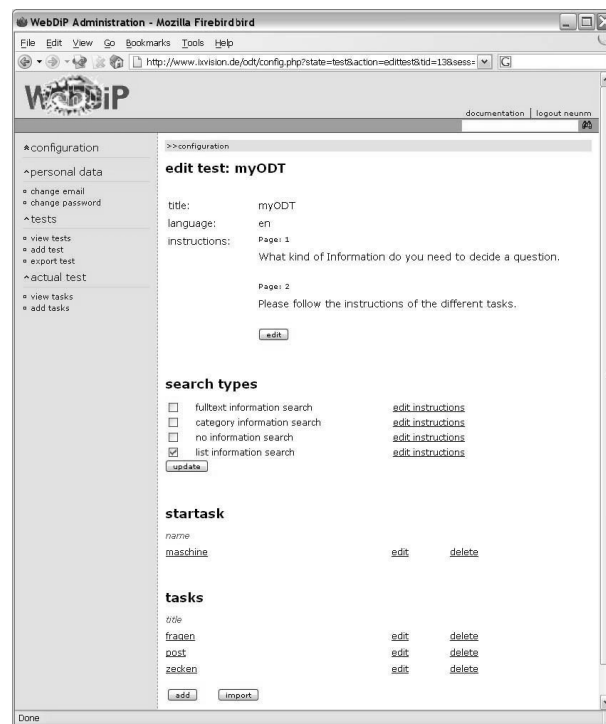 WebDiP Administration - Mozilla Firebirdbird
File Edit View Go Bookmarks Tools Help
http://www.ixvision.de/odt/config.php?state=test&action=edittest&tid=13&sess=
G
WebDiP
documentation | logout neunm
configuration
>>configuration
personal data
change email
change password
tests
view tests
add test
export test
actual test
view tasks
add tasks
edit test: myODT
title: myODT
language: en
instructions: Page: 1
What kind of Information do you need to decide a question.
Page: 2
Please follow the instructions of the different tasks.
edit
search types
fulltext information search edit instructions
category information search edit instructions
no information search edit instructions
list information search edit instructions
update
startask
name
maschine edit delete
tasks
title
fragen edit delete
post edit delete
zecken edit delete
add import
Done